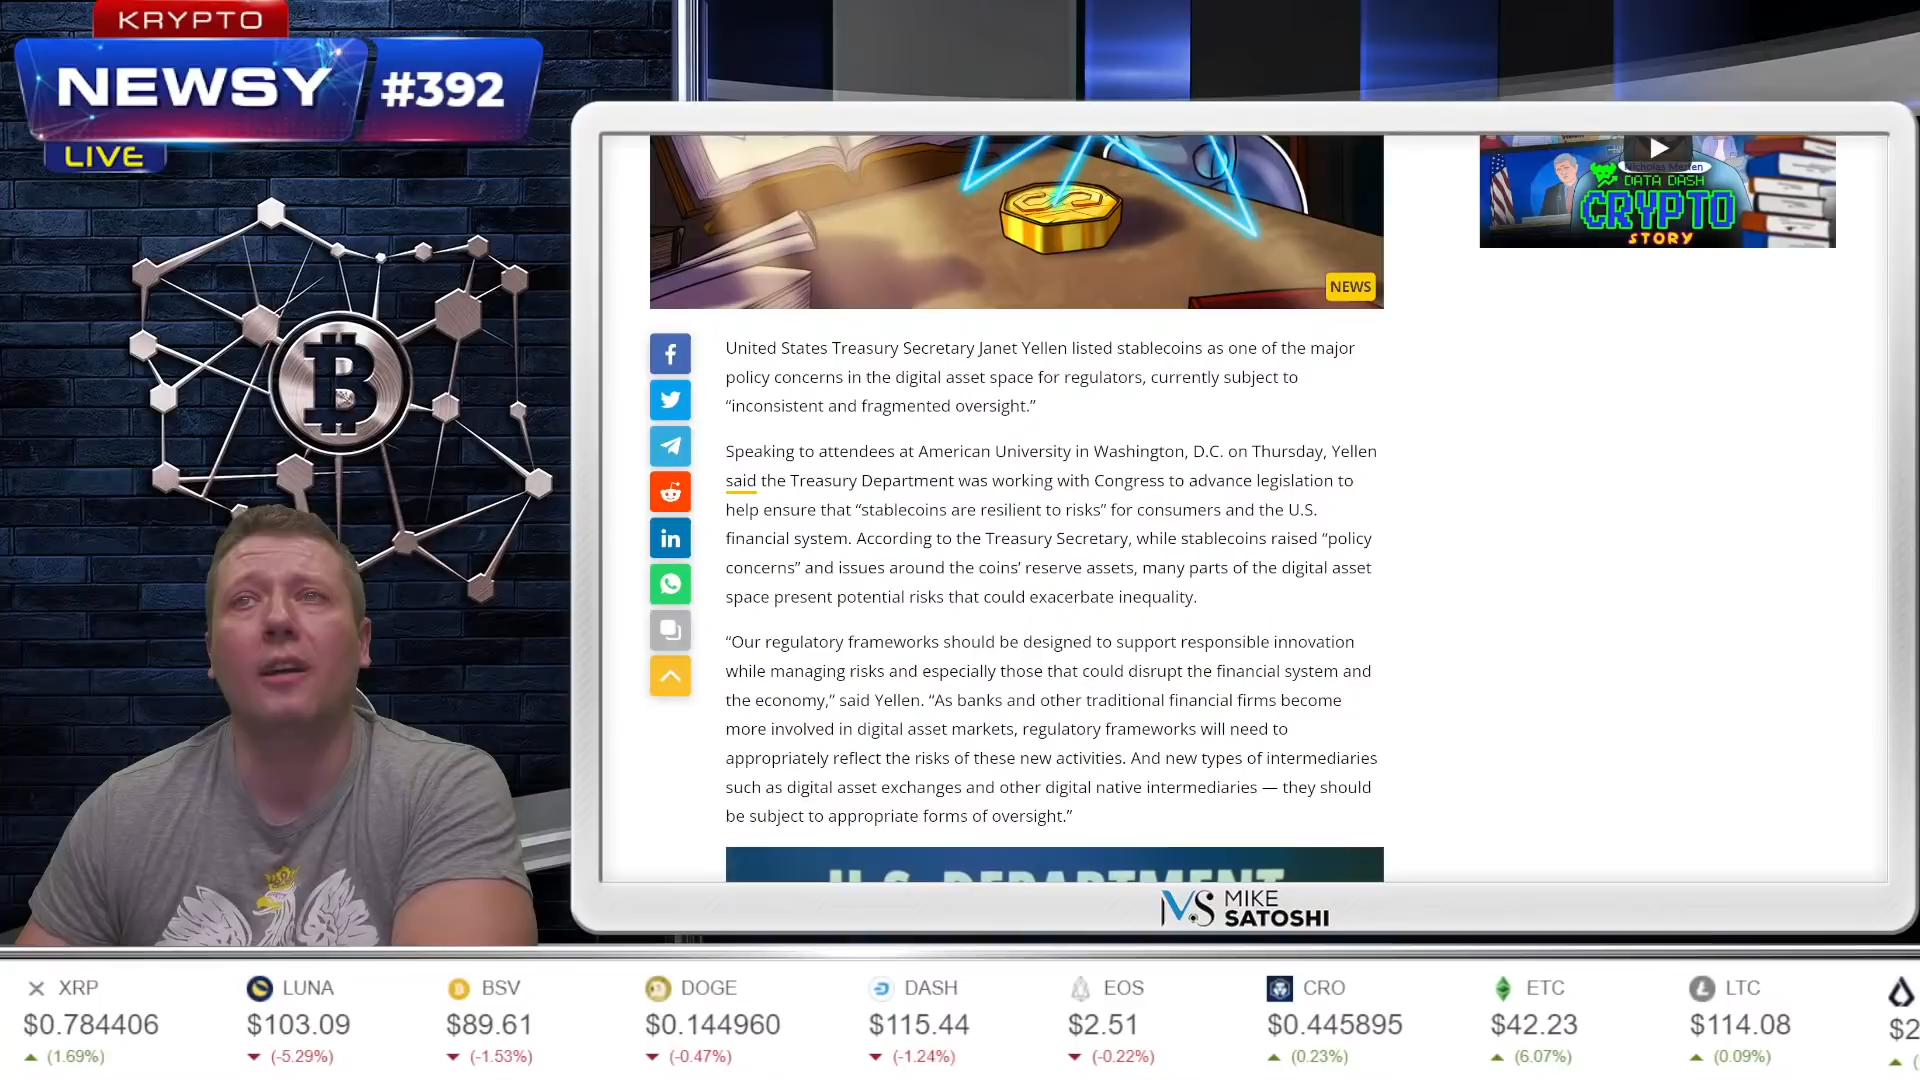 KRYPTO
NEWSY #392
LIVE
Nicholas Merten
DATA DASH
CRYPTO
STORY
NEWS
United States Treasury Secretary Janet Yellen listed stablecoins as one of the major
policy concerns in the digital asset space for regulators, currently subject to
“inconsistent and fragmented oversight.”
Speaking to attendees at American University in Washington, D.C. on Thursday, Yellen
said the Treasury Department was working with Congress to advance legislation to
help ensure that “stablecoins are resilient to risks” for consumers and the U.S.
financial system. According to the Treasury Secretary, while stablecoins raised “policy
concerns” and issues around the coins’ reserve assets, many parts of the digital asset
space present potential risks that could exacerbate inequality.
“Our regulatory frameworks should be designed to support responsible innovation
while managing risks and especially those that could disrupt the financial system and
the economy,” said Yellen. “As banks and other traditional financial firms become
more involved in digital asset markets, regulatory frameworks will need to
appropriately reflect the risks of these new activities. And new types of intermediaries
such as digital asset exchanges and other digital native intermediaries — they should
be subject to appropriate forms of oversight.”
U.S. DEPARTMENT
MS MIKE
SATOSHI
XRP LUNA BSV DOGE DASH EOS CRO ETC LTC
$0.784406 $103.09 $89.61 $0.144960 $115.44 $2.51 $0.445895 $42.23 $114.08 $2
(1.69%) (-5.29%) (-1.53%) (-0.47%) (-1.24%) (-0.22%) (0.23%) (6.07%) (0.09%) (